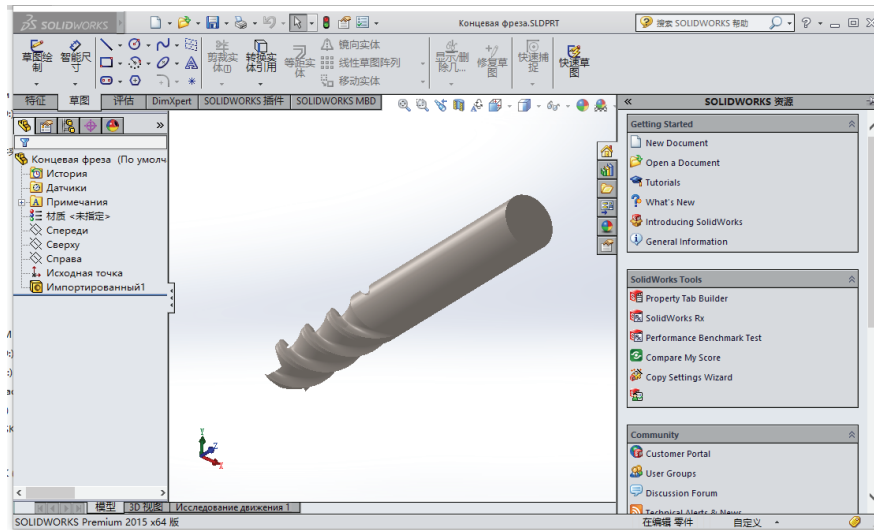 SOLIDWORKS
Концевая фреза.SLDPRT
搜索 SOLIDWORKS 帮助
草图绘制
智能尺寸
剪裁实体(I)
转换实体引用
等距实体
镜向实体
线性草图阵列
移动实体
显示/删除几...
修复草图
快速捕捉
快速草图
特征
草图
评估
DimXpert
SOLIDWORKS 插件
SOLIDWORKS MBD
SOLIDWORKS 资源
Концевая фреза (По умолч
История
Датчики
Примечания
材质 <未指定>
Спереди
Сверху
Справа
Исходная точка
Импортированный1
Getting Started
New Document
Open a Document
Tutorials
What's New
Introducing SolidWorks
General Information
SolidWorks Tools
Property Tab Builder
SolidWorks Rx
Performance Benchmark Test
Compare My Score
Copy Settings Wizard
Community
Customer Portal
User Groups
Discussion Forum
Technical Alerts & News
Y
Z
X
模型
3D 视图
Исследование движения 1
SOLIDWORKS Premium 2015 x64 版
在编辑 零件
自定义